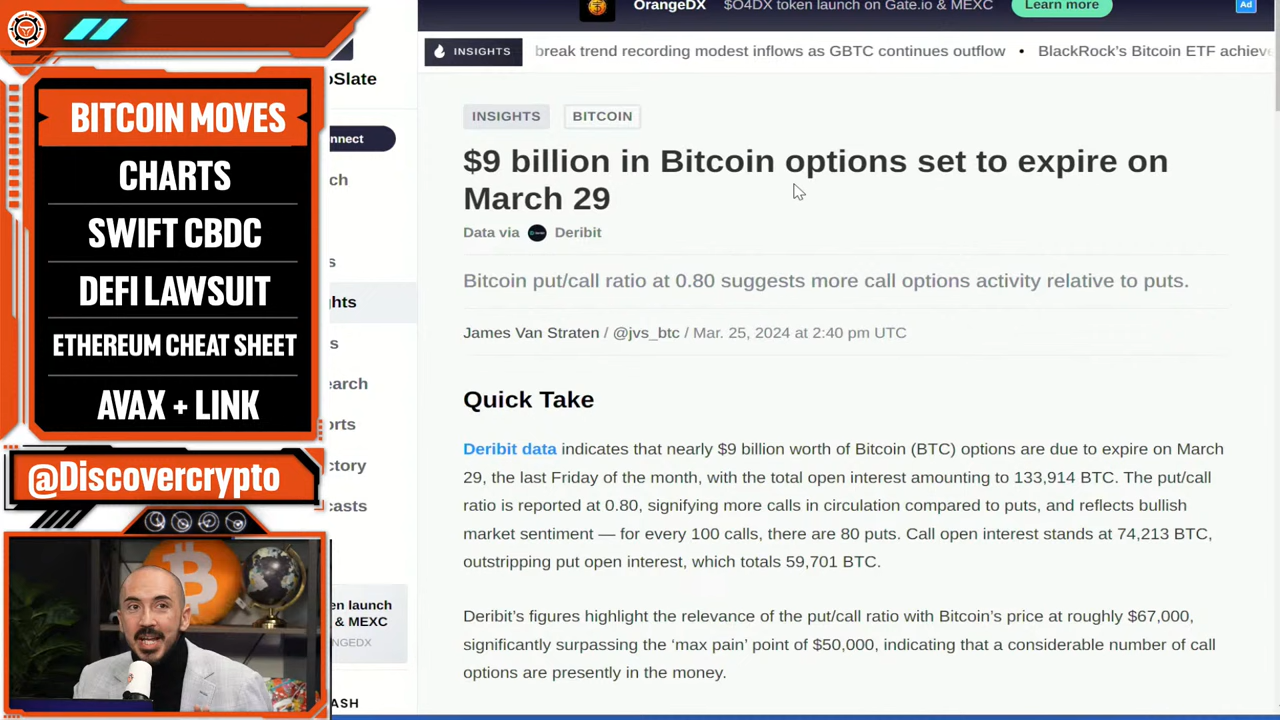 OrangeDX
$O4DX token launch on Gate.io & MEXC
Learn more
Ad
INSIGHTS
break trend recording modest inflows as GBTC continues outflow • BlackRock's Bitcoin ETF achieve
oSlate
nnect
rch
s
ghts
s
earch
orts
ctory
casts
en launch
& MEXC
NGEDX
ASH
BITCOIN MOVES
CHARTS
SWIFT CBDC
DEFI LAWSUIT
ETHEREUM CHEAT SHEET
AVAX + LINK
@Discovercrypto
INSIGHTS
BITCOIN
$9 billion in Bitcoin options set to expire on
March 29
Data via Deribit
Bitcoin put/call ratio at 0.80 suggests more call options activity relative to puts.
James Van Straten / @jvs_btc / Mar. 25, 2024 at 2:40 pm UTC
Quick Take
Deribit data indicates that nearly $9 billion worth of Bitcoin (BTC) options are due to expire on March
29, the last Friday of the month, with the total open interest amounting to 133,914 BTC. The put/call
ratio is reported at 0.80, signifying more calls in circulation compared to puts, and reflects bullish
market sentiment — for every 100 calls, there are 80 puts. Call open interest stands at 74,213 BTC,
outstripping put open interest, which totals 59,701 BTC.
Deribit's figures highlight the relevance of the put/call ratio with Bitcoin's price at roughly $67,000,
significantly surpassing the 'max pain' point of $50,000, indicating that a considerable number of call
options are presently in the money.